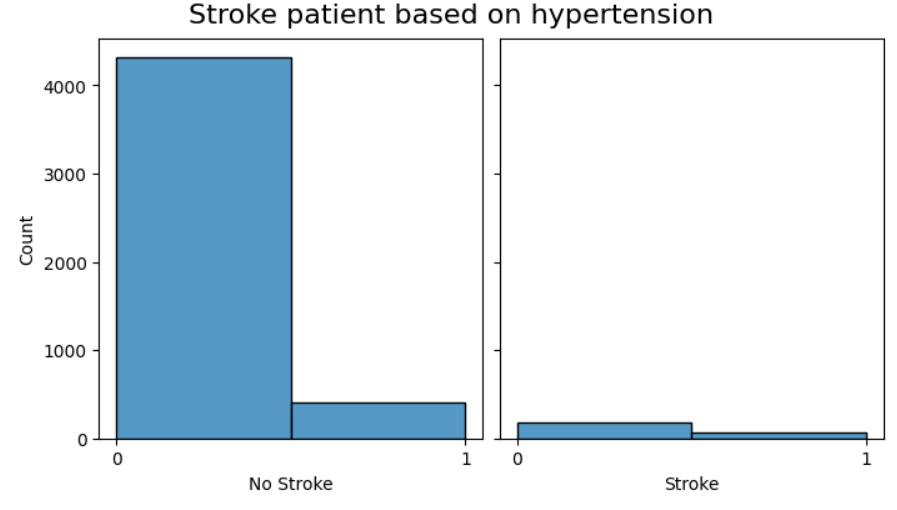 Stroke patient based on hypertension
Count
4000
3000
2000
1000
0
0 1
No Stroke
0 1
Stroke